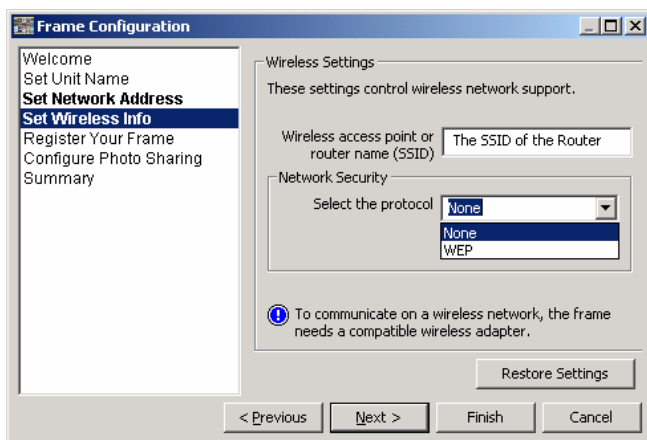 Frame Configuration
Welcome
Set Unit Name
Set Network Address
Set Wireless Info
Register Your Frame
Configure Photo Sharing
Summary
Wireless Settings
These settings control wireless network support.
Wireless access point or
router name (SSID)
The SSID of the Router
Network Security
Select the protocol
None
None
WEP
To communicate on a wireless network, the frame
needs a compatible wireless adapter.
Restore Settings
< Previous
Next >
Finish
Cancel